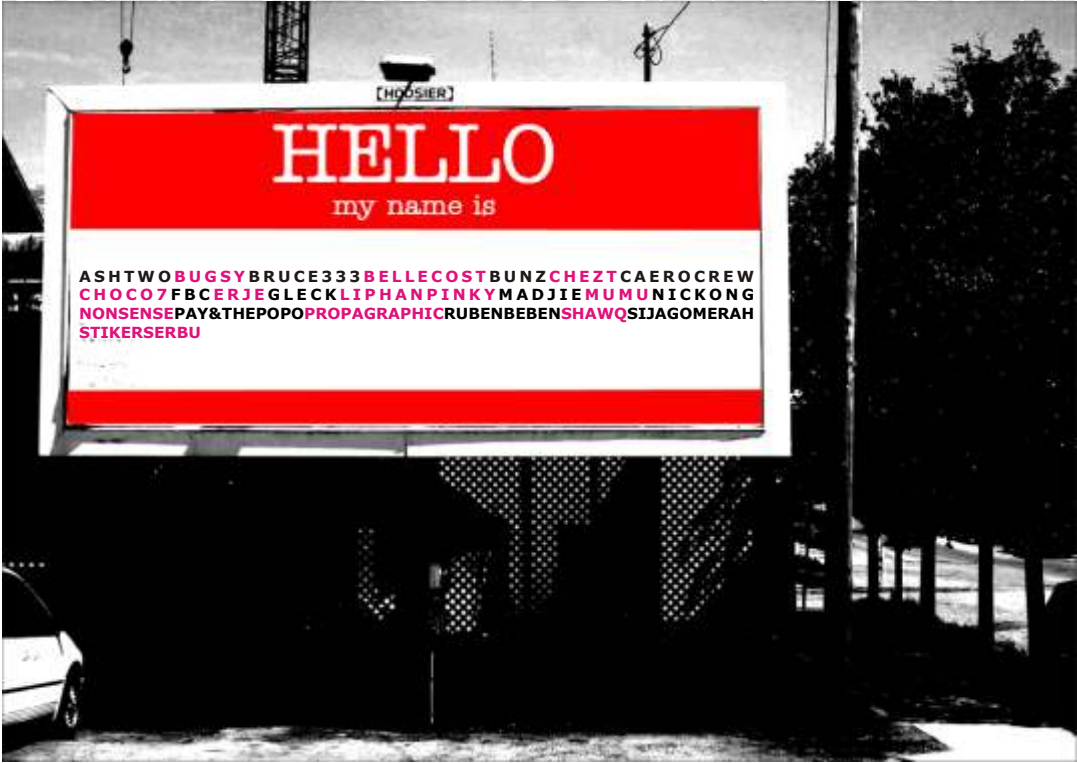 [HOOSIER]
HELLO
my name is
ASHTWOBUGSYBRUCE333BELLECOSTBUNZCHEZTCAEROCREW
CHOCO7FBCERJEGLECKLIPHANPINKYMADJIEMUMUNICKONG
NONSENSEPAY&THEPOPOPROPAGRAPHICRUBENBEBENSHAWQSIJAGOMERAH
STIKERSERBU